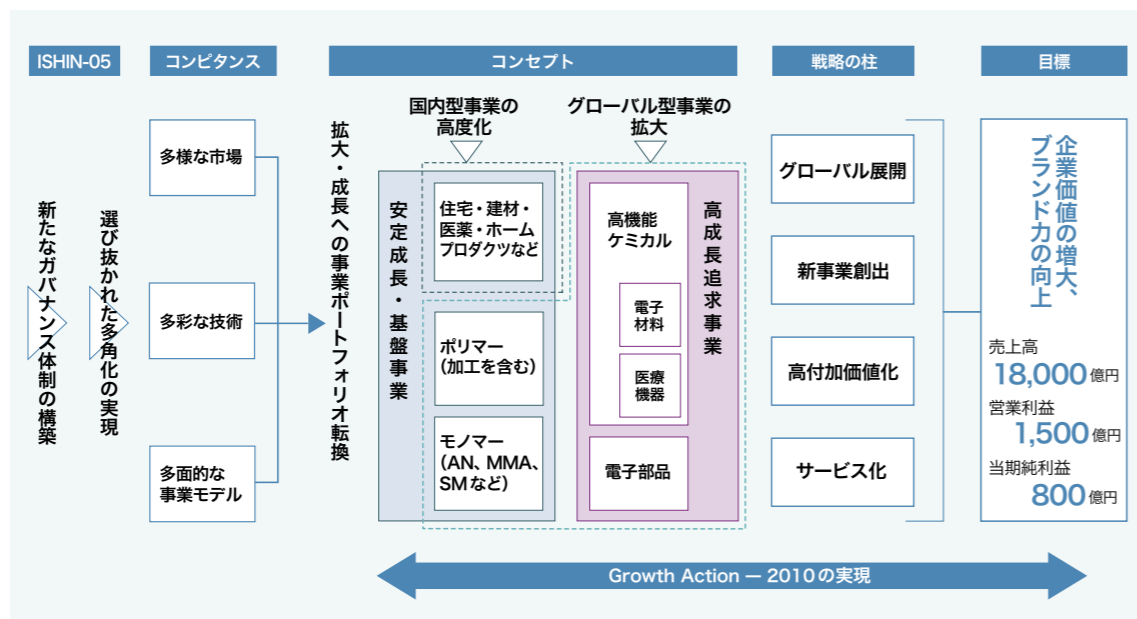 ISHIN-05
コンピタンス
コンセプト
戦略の柱
目標
新たなガバナンス体制の構築
選び抜かれた多角化の実現
多様な市場
多彩な技術
多面的な
事業モデル
拡大・成長への事業ポートフォリオ転換
国内型事業の
高度化
グローバル型事業の
拡大
安定成長・基盤事業
住宅・建材・
医薬・ホーム
プロダクツなど
ポリマー
(加工を含む)
モノマー
(AN、MMA、
SMなど)
高機能
ケミカル
電子
材料
医療
機器
電子部品
高成長追求事業
グローバル展開
新事業創出
高付加価値化
サービス化
企業価値の増大、
ブランド力の向上
売上高
18,000億円
営業利益
1,500億円
当期純利益
800億円
Growth Action — 2010の実現